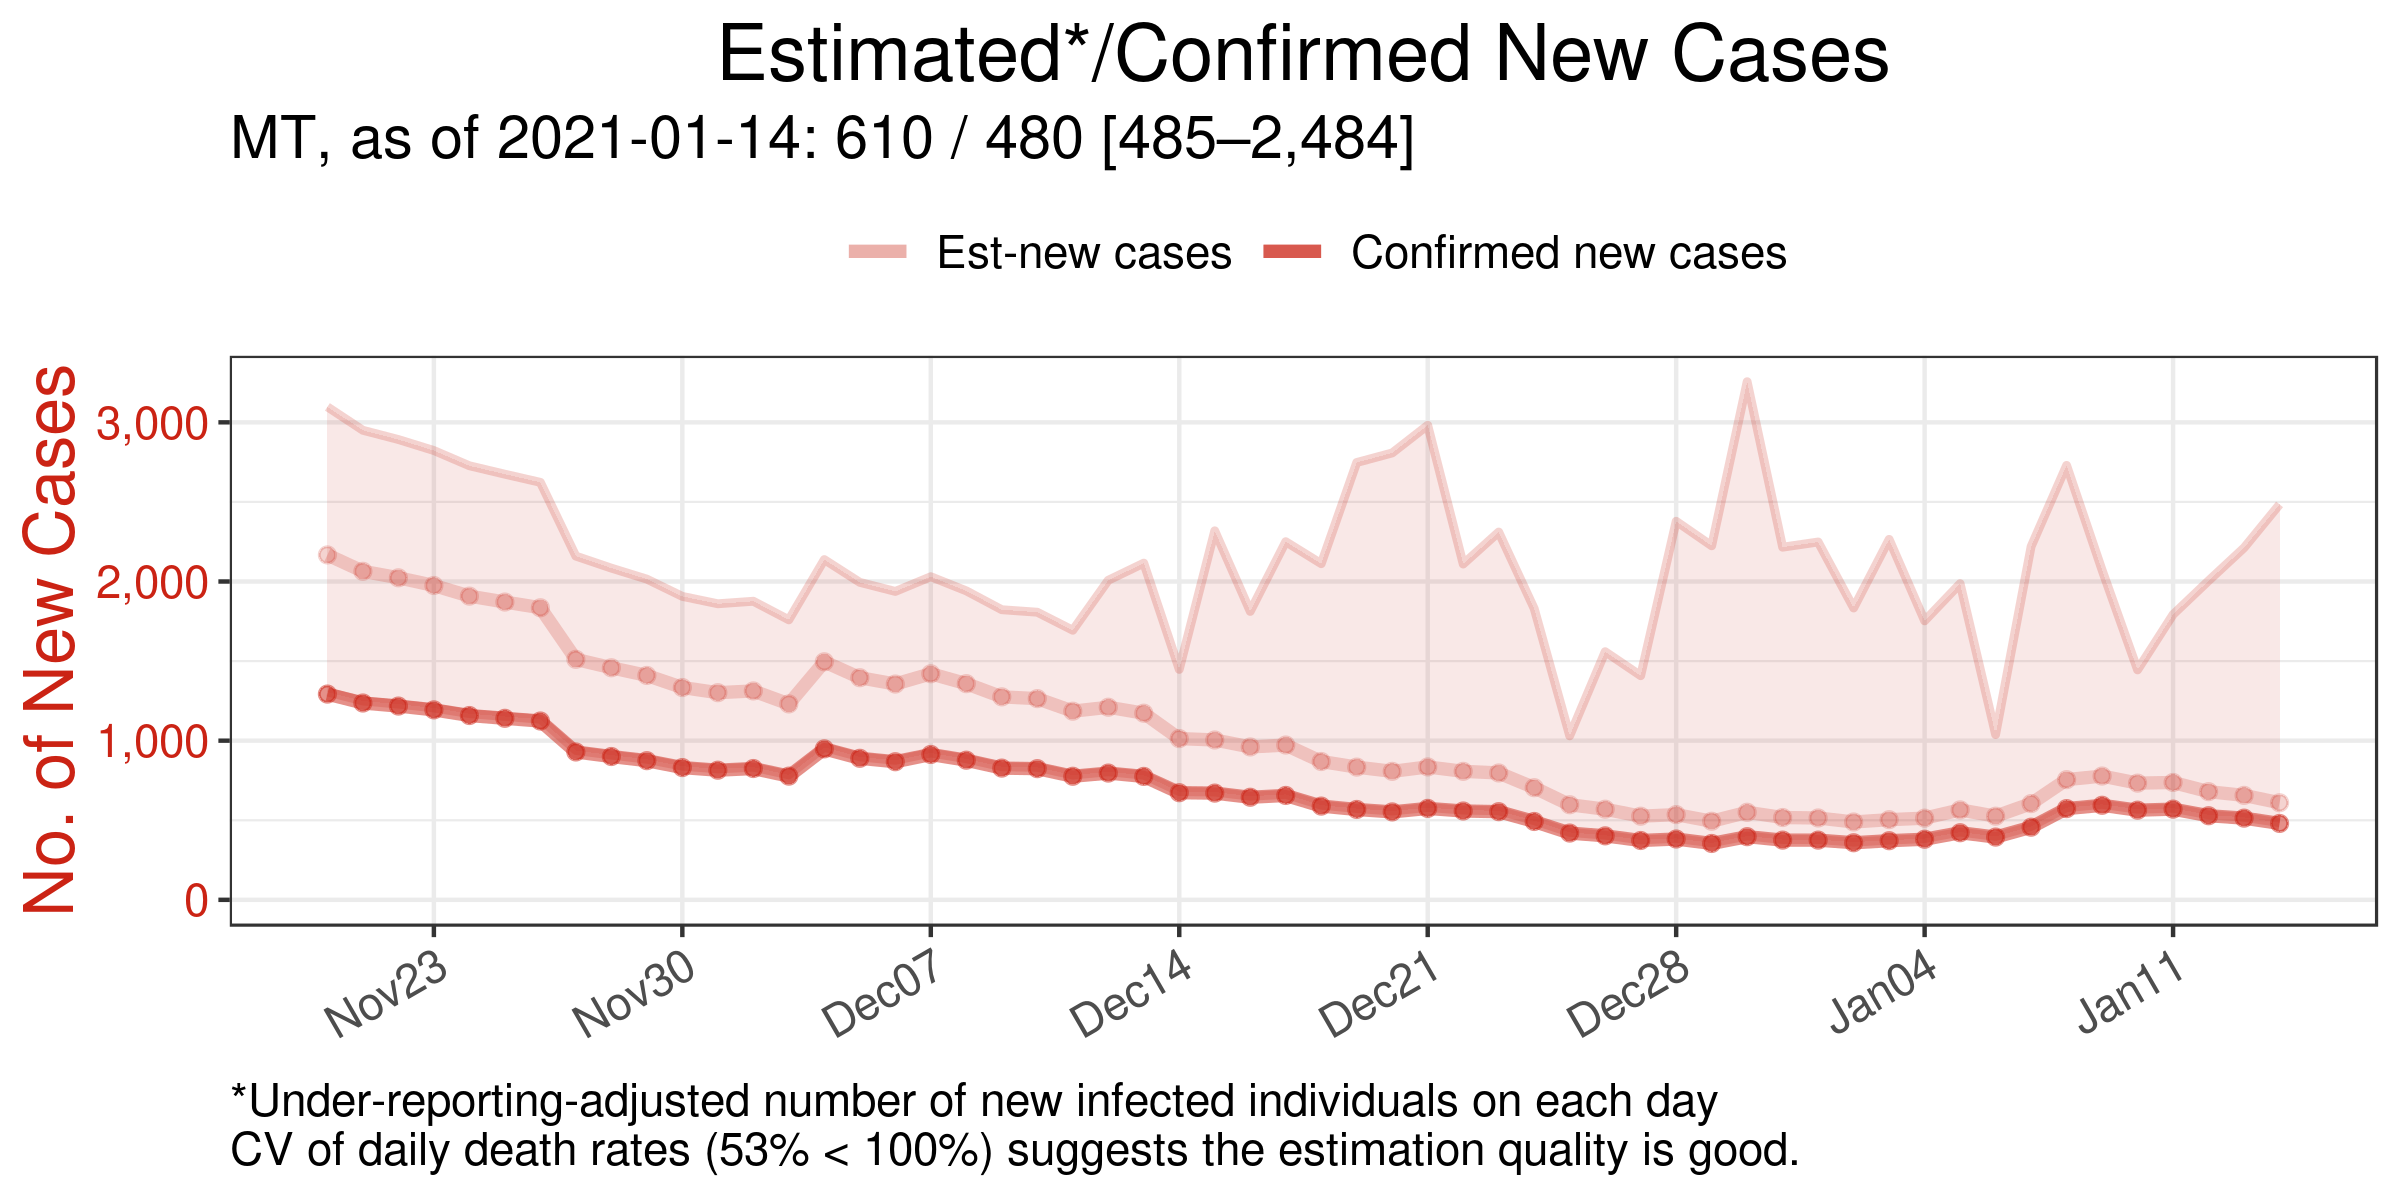 Estimated*/Confirmed New Cases
MT, as of 2021-01-14: 610 / 480 [485–2,484]
Est-new cases
Confirmed new cases
No. of New Cases
3,000
2,000
1,000
0
Nov23
Nov30
Dec07
Dec14
Dec21
Dec28
Jan04
Jan11
*Under-reporting-adjusted number of new infected individuals on each day
CV of daily death rates (53% < 100%) suggests the estimation quality is good.